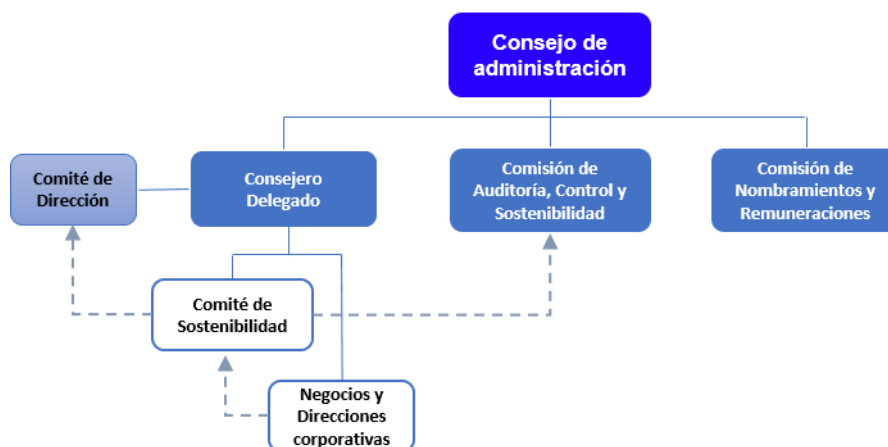 Consejo de
administración
Comité de
Dirección
Consejero
Delegado
Comisión de
Auditoría, Control y
Sostenibilidad
Comisión de
Nombramientos y
Remuneraciones
Comité de
Sostenibilidad
Negocios y
Direcciones
corporativas